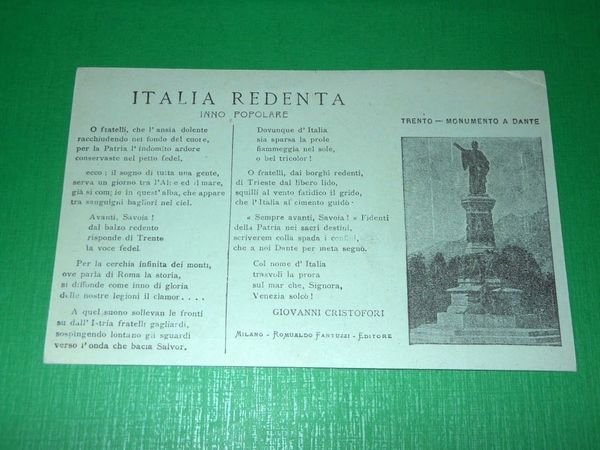 ITALIA REDENTA
INNO POPOLARE
O fratelli, che l'ansia dolente
racchiudendo nel fondo del cuore,
per la Patria l'indomito ardore
conservaste nel petto fedel,
ecco; il sogno di tutta una gente,
serva un giorno tra l'Alpe ed il mare,
già si compie in quest'alba, che appare
tra sanguigni bagliori nel ciel.
Avanti, Savoia!
dal balzo redento
risponde di Trento
la voce fedel.
Per la cerchia infinita dei monti,
ove parla di Roma la storia,
si diffonde come inno di gloria
delle nostre legioni il clamor....
A quel suono sollevan le fronti
su dall'Istria fratelli gagliardi,
sospingendo lontano gli sguardi
verso l'onda che bacia Salvor.
Dovunque d'Italia
sia sparsa la prole
fiammeggia nel sole,
o bel tricolor!
O fratelli, dai borghi redenti,
di Trieste dal libero lido,
squilli al vento fatidico il grido,
che l'Italia al cimento guidò:
« Sempre avanti, Savoia! » Fidenti
della Patria nei sacri destini,
scriverem colla spada i confini,
che a noi Dante per meta segnò.
Col nome d'Italia
travoli la prora
sul mar che, Signora,
Venezia solcò!
GIOVANNI CRISTOFORI
MILANO - ROMUALDO FANTUZZI - EDITORE
TRENTO — MONUMENTO A DANTE